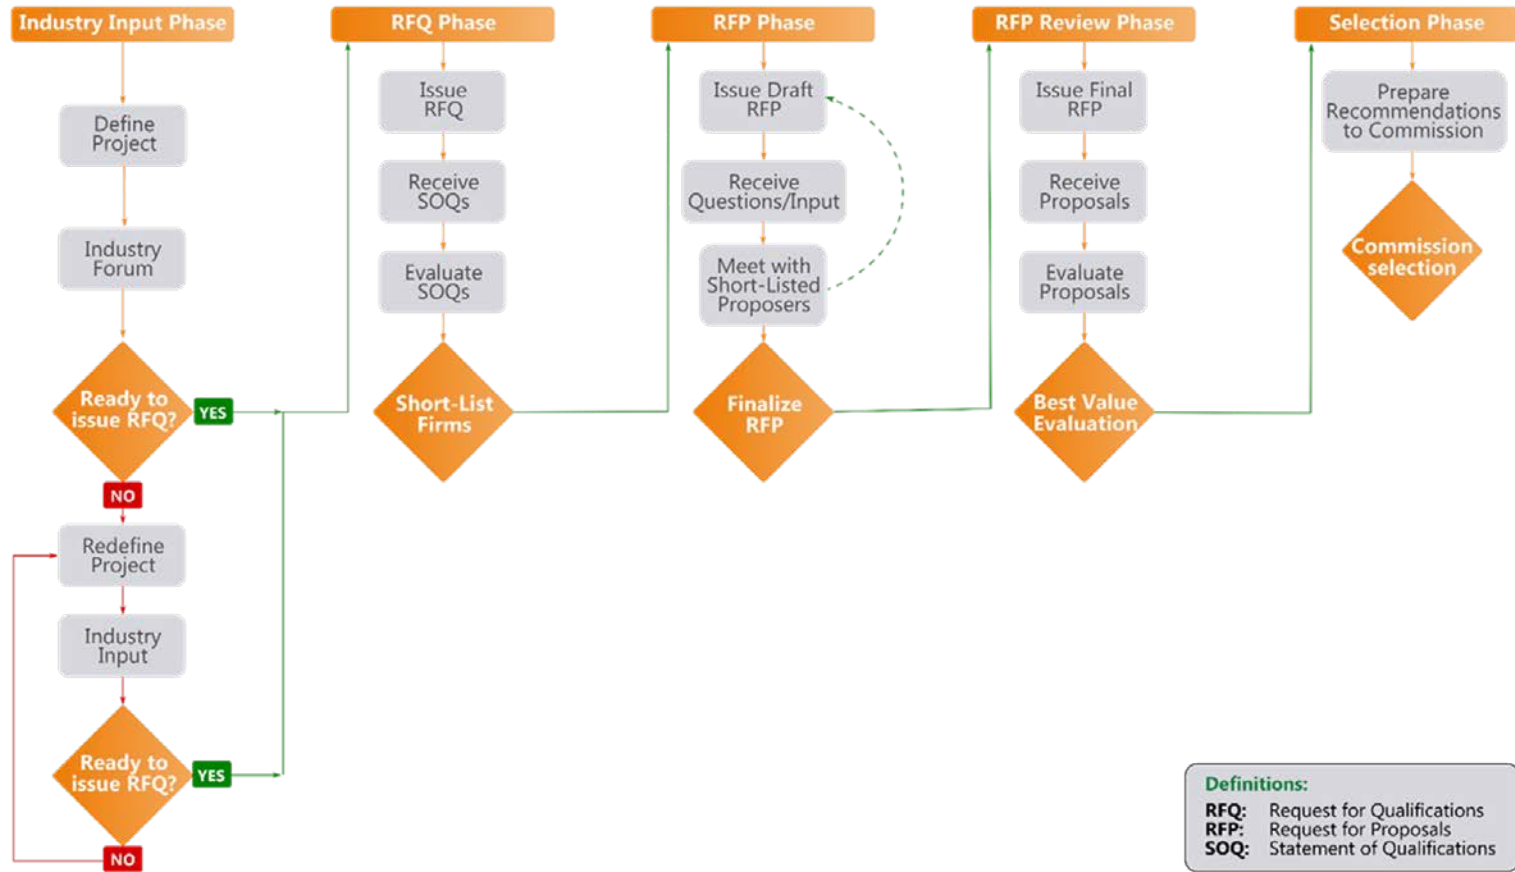 Industry Input Phase
Define
Project
Industry
Forum
Ready to
issue RFQ?
YES
NO
Redefine
Project
Industry
Input
Ready to
issue RFQ?
YES
NO
RFQ Phase
Issue
RFQ
Receive
SOQs
Evaluate
SOQs
Short-List
Firms
RFP Phase
Issue Draft
RFP
Receive
Questions/Input
Meet with
Short-Listed
Proposers
Finalize
RFP
RFP Review Phase
Issue Final
RFP
Receive
Proposals
Evaluate
Proposals
Best Value
Evaluation
Selection Phase
Prepare
Recommendations
to Commission
Commission
selection
Definitions:
RFQ: Request for Qualifications
RFP: Request for Proposals
SOQ: Statement of Qualifications